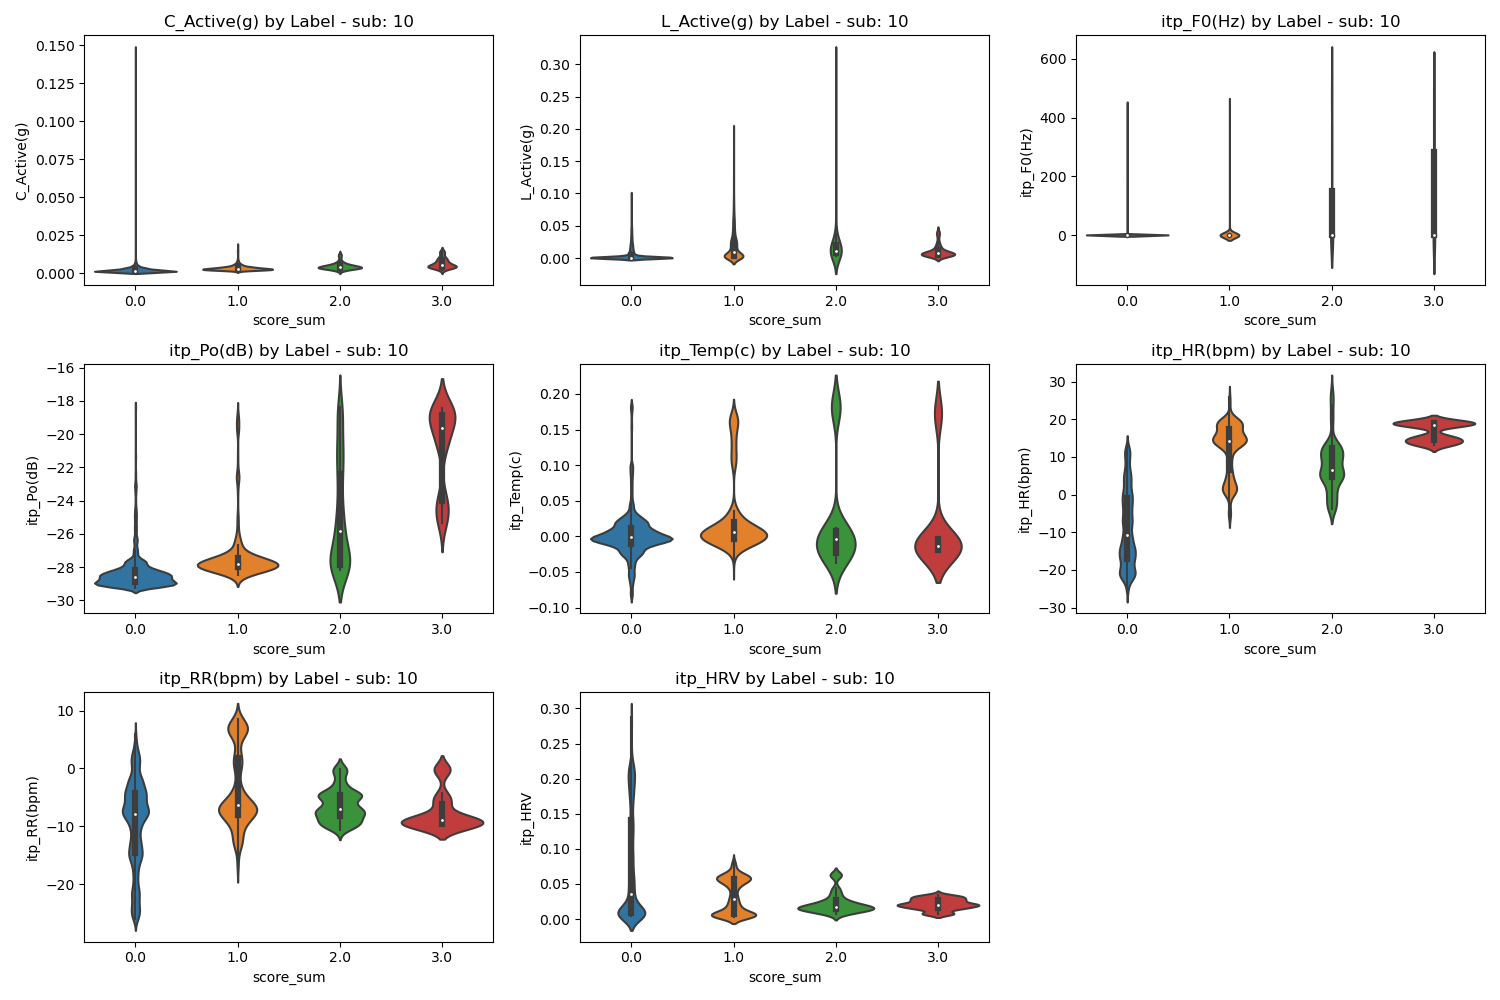 C_Active(g) by Label - sub: 10
0.150
0.125
0.100
0.075
0.050
0.025
0.000
C_Active(g)
0.0 1.0 2.0 3.0
score_sum
L_Active(g) by Label - sub: 10
0.30
0.25
0.20
0.15
0.10
0.05
0.00
L_Active(g)
0.0 1.0 2.0 3.0
score_sum
itp_F0(Hz) by Label - sub: 10
600
400
200
0
itp_F0(Hz)
0.0 1.0 2.0 3.0
score_sum
itp_Po(dB) by Label - sub: 10
−16
−18
−20
−22
−24
−26
−28
−30
itp_Po(dB)
0.0 1.0 2.0 3.0
score_sum
itp_Temp(c) by Label - sub: 10
0.20
0.15
0.10
0.05
0.00
−0.05
−0.10
itp_Temp(c)
0.0 1.0 2.0 3.0
score_sum
itp_HR(bpm) by Label - sub: 10
30
20
10
0
−10
−20
−30
itp_HR(bpm)
0.0 1.0 2.0 3.0
score_sum
itp_RR(bpm) by Label - sub: 10
10
0
−10
−20
itp_RR(bpm)
0.0 1.0 2.0 3.0
score_sum
itp_HRV by Label - sub: 10
0.30
0.25
0.20
0.15
0.10
0.05
0.00
itp_HRV
0.0 1.0 2.0 3.0
score_sum